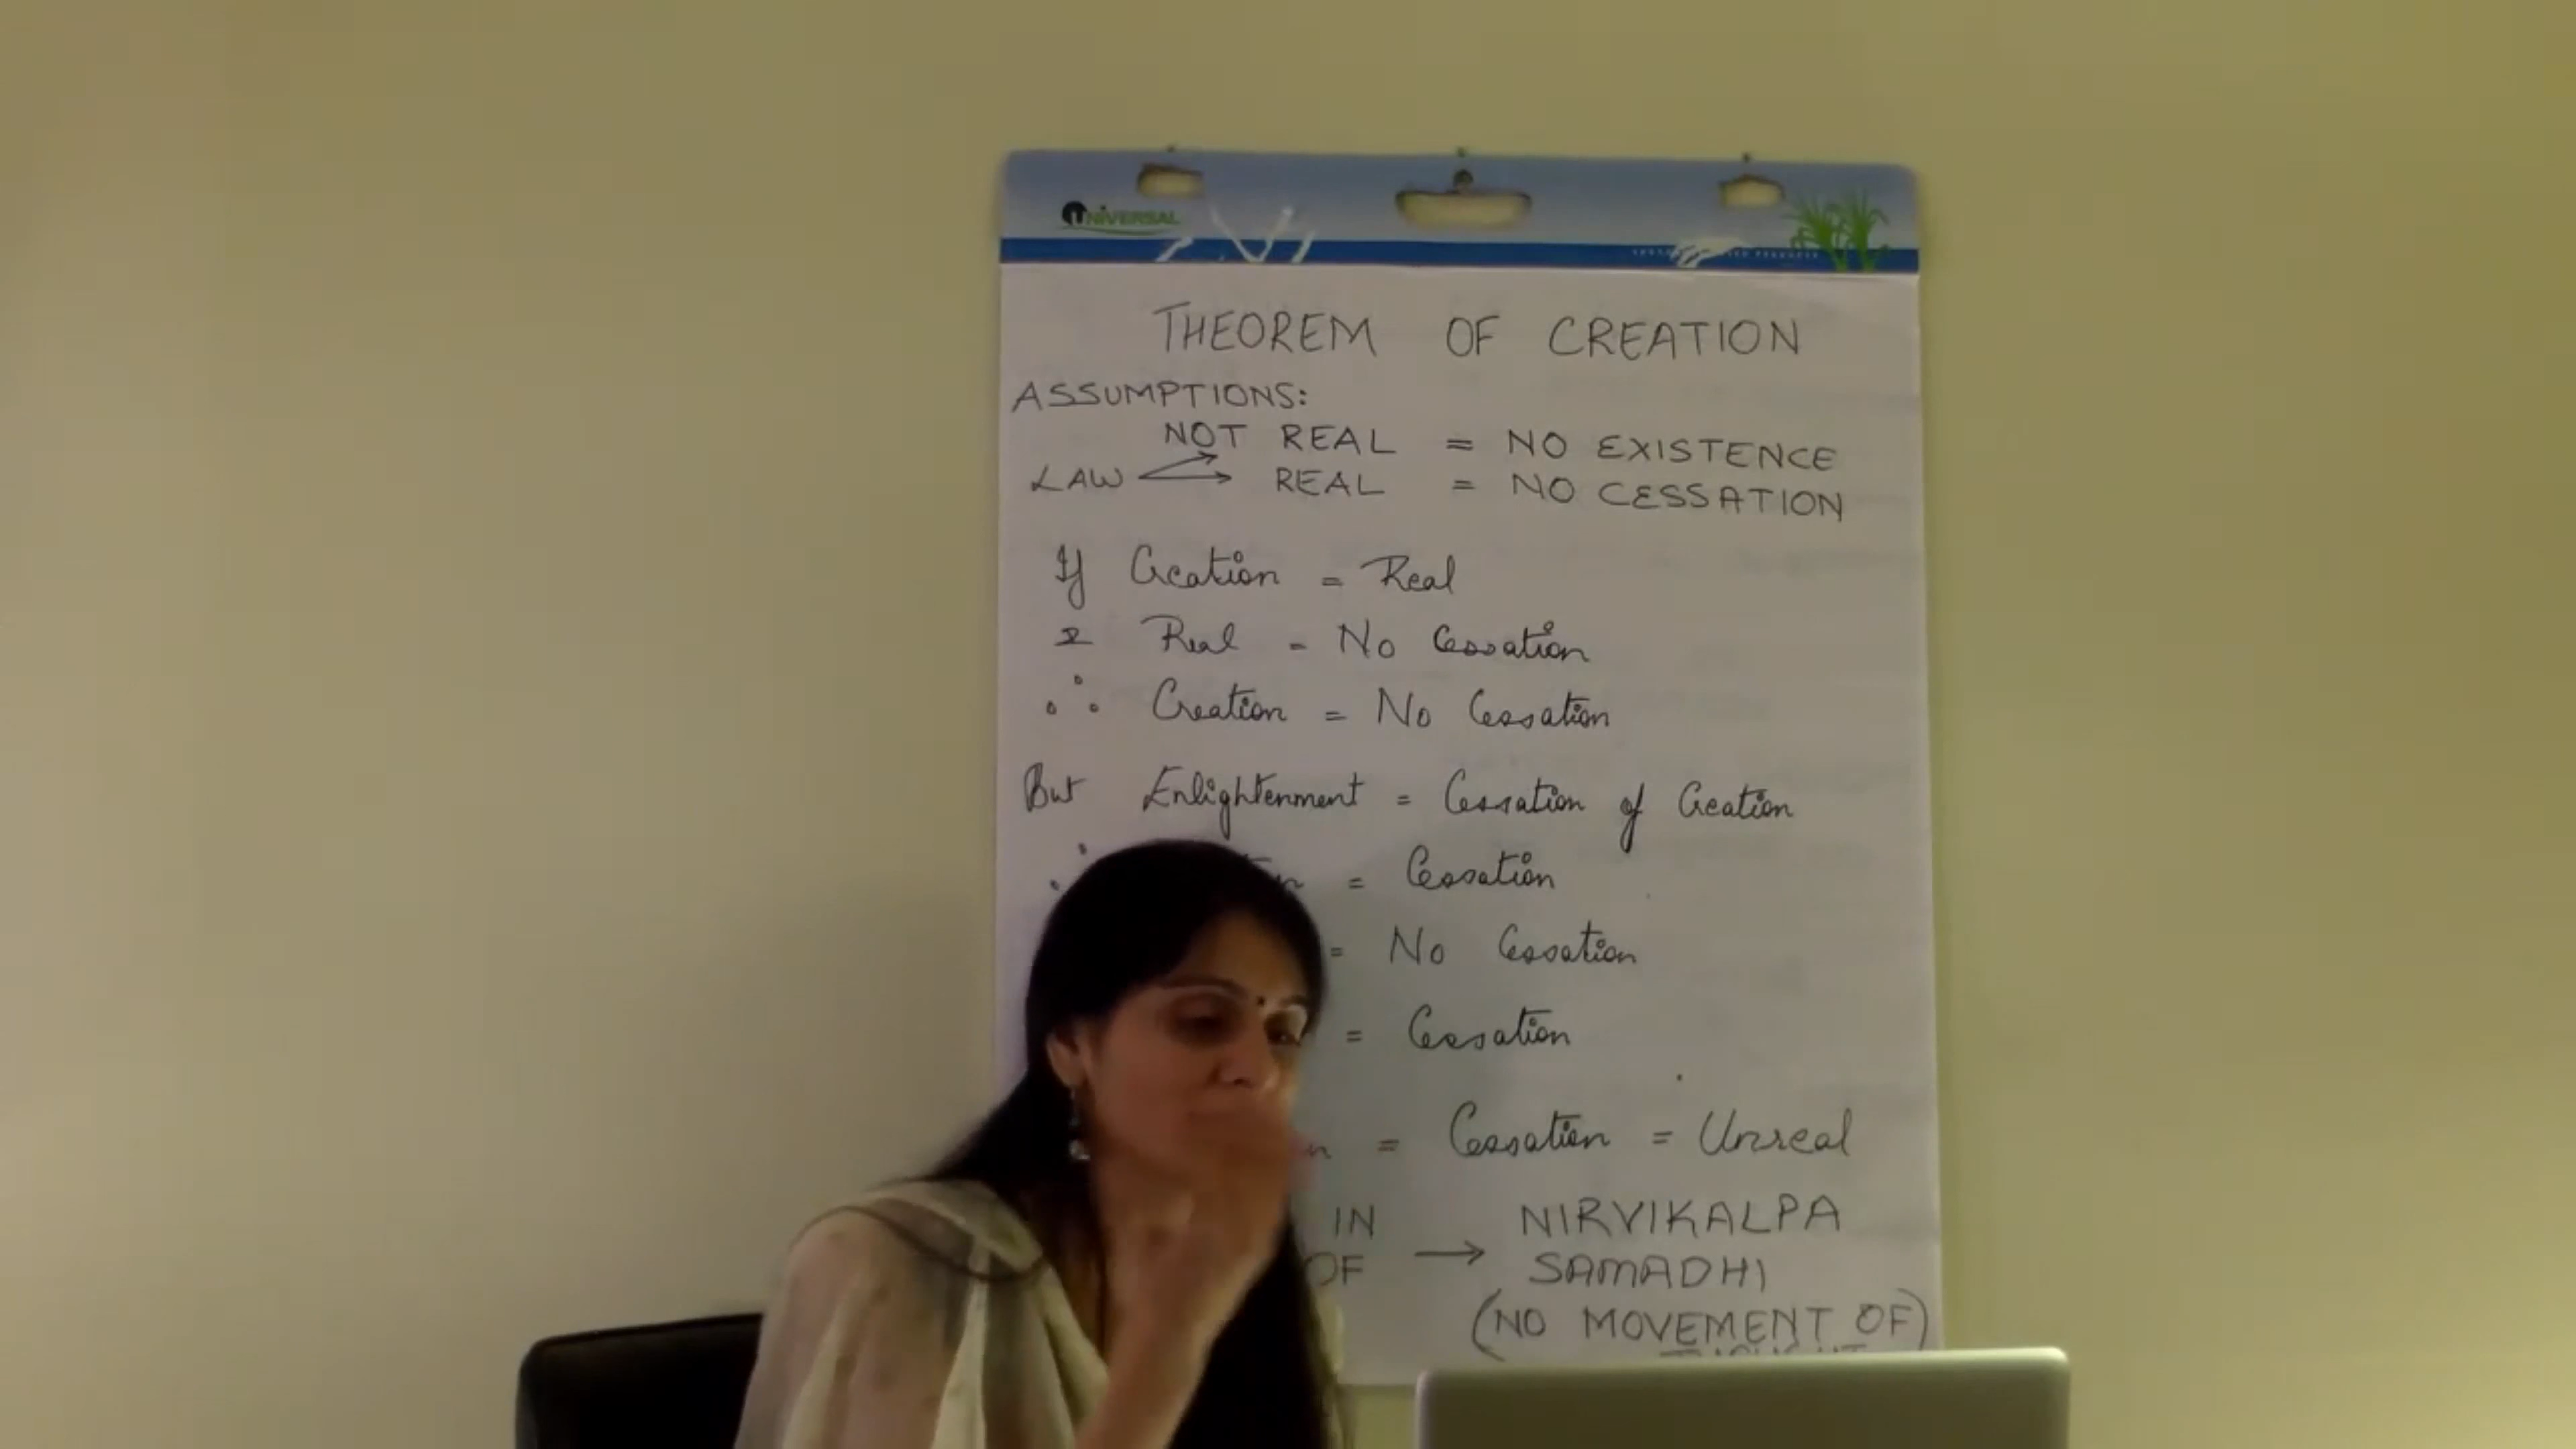 UNIVERSAL
THEOREM OF CREATION
ASSUMPTIONS:
NOT REAL = NO EXISTENCE
LAW REAL = NO CESSATION
If Creation = Real
& Real = No Cessation
∴ Creation = No Cessation
But Enlightenment = Cessation of Creation
= Cessation
= No Cessation
= Cessation
= Cessation = Unreal
IN → NIRVIKALPA
OF SAMADHI
(NO MOVEMENT OF)